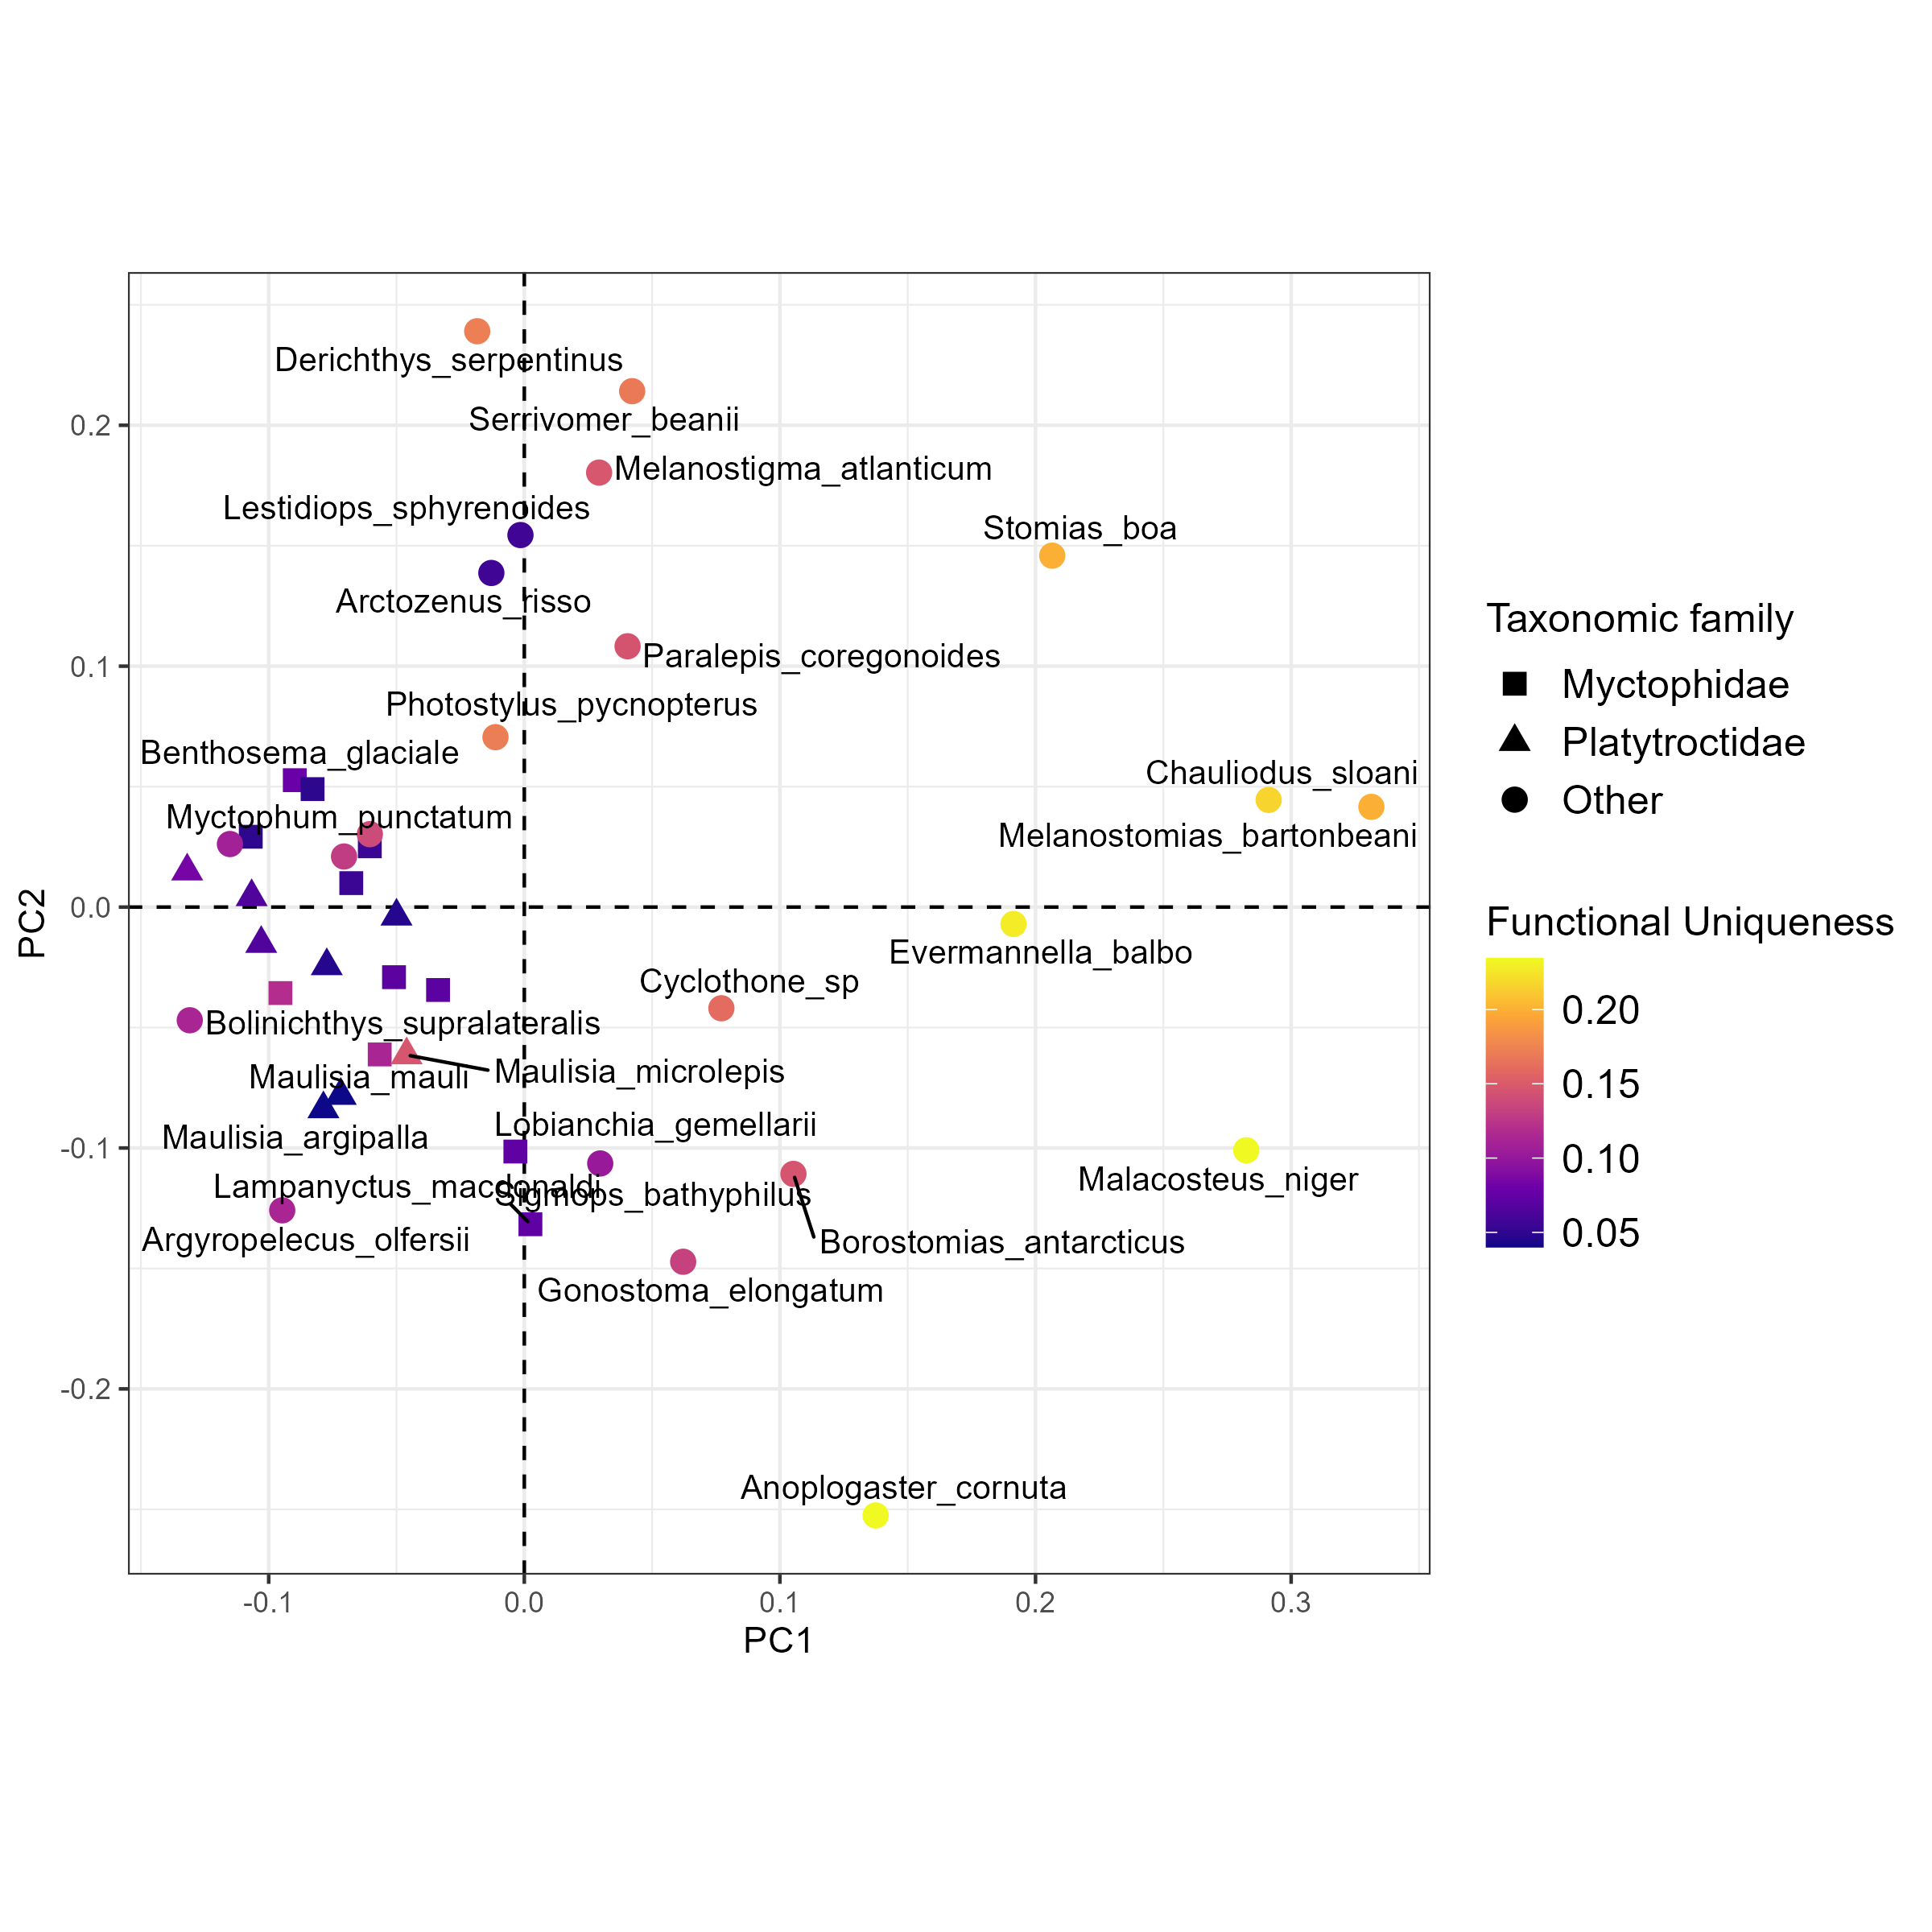 Derichthys_serpentinus
Serrivomer_beanii
Melanostigma_atlanticum
Lestidiops_sphyrenoides
Stomias_boa
Arctozenus_risso
Paralepis_coregonoides
Photostylus_pycnopterus
Benthosema_glaciale
Chauliodus_sloani
Myctophum_punctatum
Melanostomias_bartonbeani
Evermannella_balbo
Cyclothone_sp
Bolinichthys_supralateralis
Maulisia_mauli
Maulisia_microlepis
Lobianchia_gemellarii
Maulisia_argipalla
Malacosteus_niger
Lampanyctus_macdonaldi
Sigmops_bathyphilus
Argyropelecus_olfersii
Borostomias_antarcticus
Gonostoma_elongatum
Anoplogaster_cornuta
0.2
0.1
0.0
-0.1
-0.2
PC2
-0.1
0.0
0.1
0.2
0.3
PC1
Taxonomic family
Myctophidae
Platytroctidae
Other
Functional Uniqueness
0.20
0.15
0.10
0.05